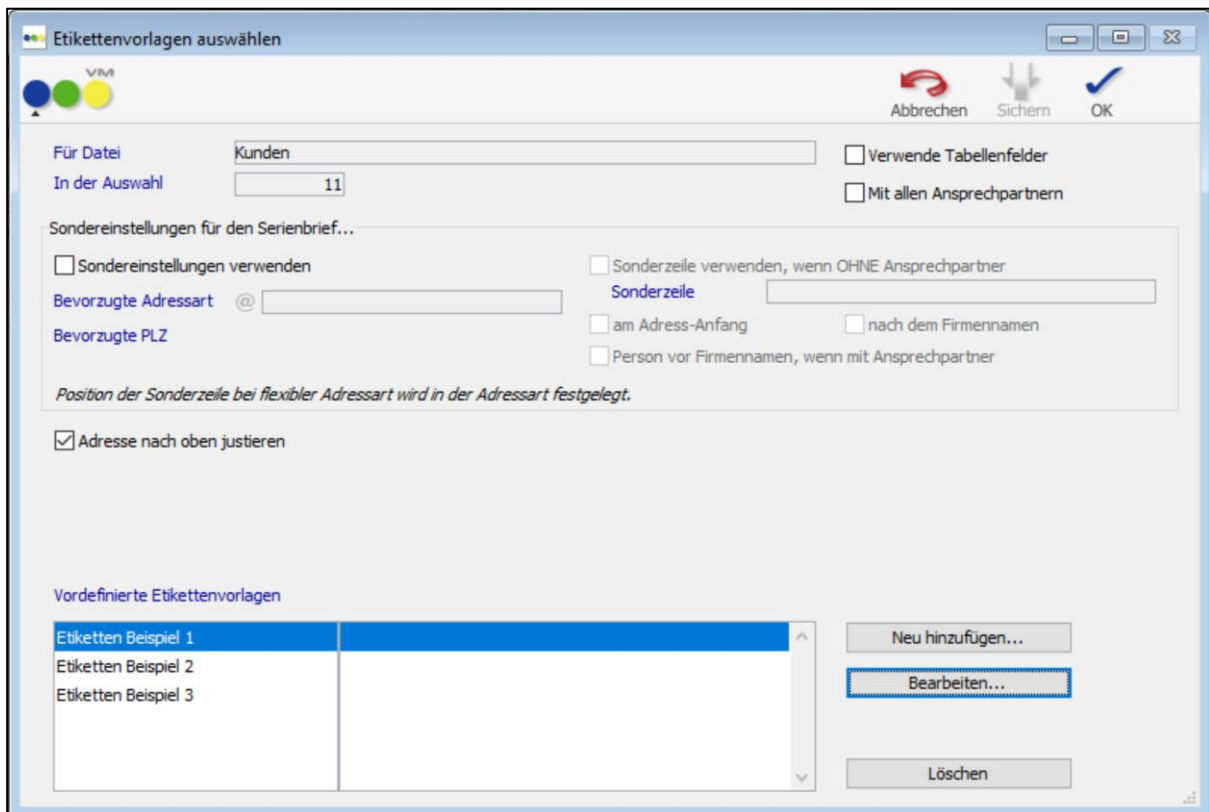 Etikettenvorlagen auswählen
VM
Abbrechen Sichern OK
Für Datei Kunden
Verwende Tabellenfelder
In der Auswahl 11
Mit allen Ansprechpartnern
Sondereinstellungen für den Serienbrief...
Sondereinstellungen verwenden
Sonderzeile verwenden, wenn OHNE Ansprechpartner
Bevorzugte Adressart @
Sonderzeile
Bevorzugte PLZ
am Adress-Anfang nach dem Firmennamen
Person vor Firmennamen, wenn mit Ansprechpartner
Position der Sonderzeile bei flexibler Adressart wird in der Adressart festgelegt.
Adresse nach oben justieren
Vordefinierte Etikettenvorlagen
Etiketten Beispiel 1
Etiketten Beispiel 2
Etiketten Beispiel 3
Neu hinzufügen...
Bearbeiten...
Löschen